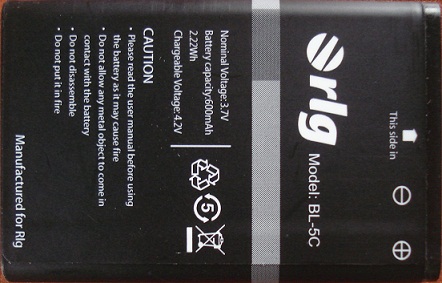 This side in
⊖ ⊕
rlg Model: BL-5C
Nominal Voltage: 3.7V
Battery capacity:600mAh
2.22Wh
Chargeable Voltage: 4.2V
5
CAUTION
• Please read the user manual before using
the battery as it may cause fire
• Do not allow any metal object to come in
contact with the battery
• Do not disassemble
• Do not put it in fire
Manufactured for Rlg